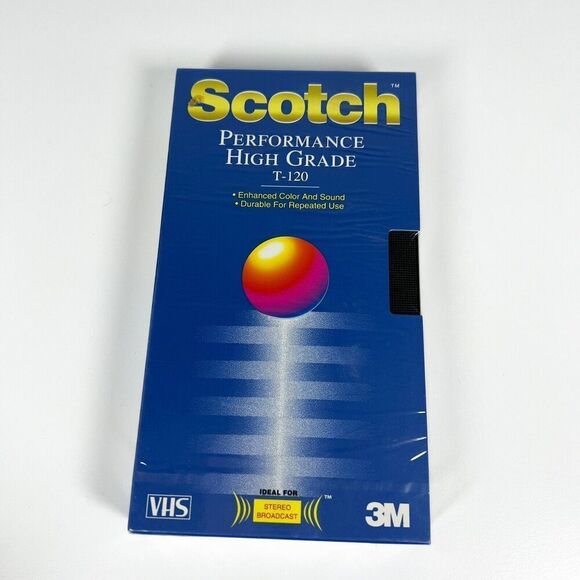 Scotch™
PERFORMANCE
HIGH GRADE
T-120
• Enhanced Color And Sound
• Durable For Repeated Use
IDEAL FOR
STEREO
BROADCAST
™
VHS
3M